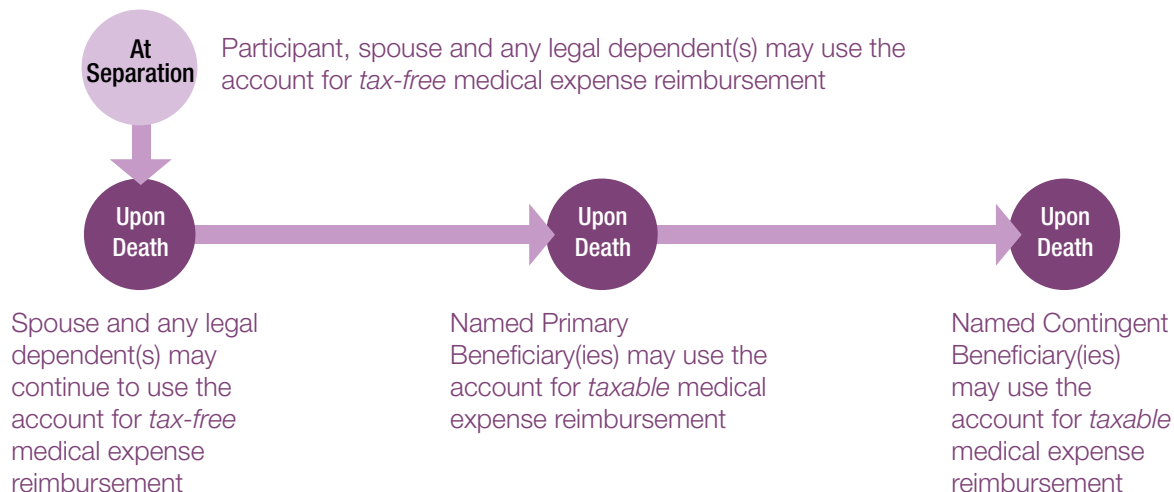 At
Separation
Participant, spouse and any legal dependent(s) may use the
account for tax-free medical expense reimbursement
Upon
Death
Upon
Death
Upon
Death
Spouse and any legal
dependent(s) may
continue to use the
account for tax-free
medical expense
reimbursement
Named Primary
Beneficiary(ies) may use the
account for taxable medical
expense reimbursement
Named Contingent
Beneficiary(ies)
may use the
account for taxable
medical expense
reimbursement